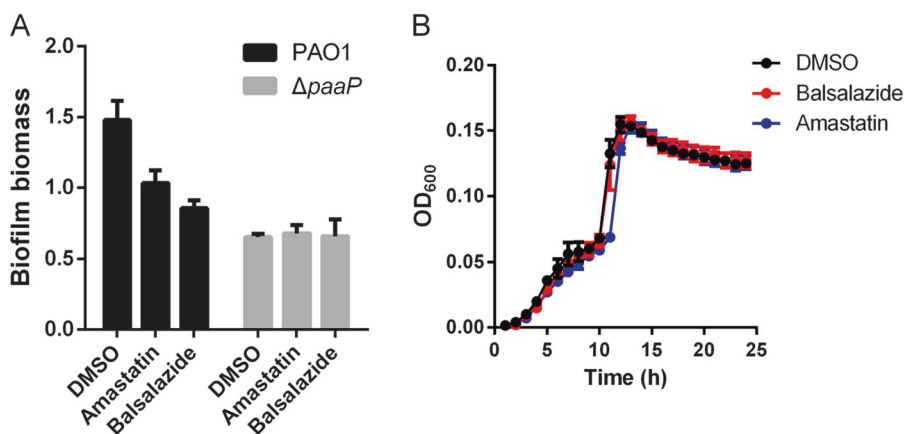 A
2.0
1.5
1.0
0.5
0.0
Biofilm biomass
PAO1
ΔpaaP
DMSO
Amastatin
Balsalazide
DMSO
Amastatin
Balsalazide
B
0.20
0.15
0.10
0.05
0.00
OD600
DMSO
Balsalazide
Amastatin
0 5 10 15 20 25
Time (h)